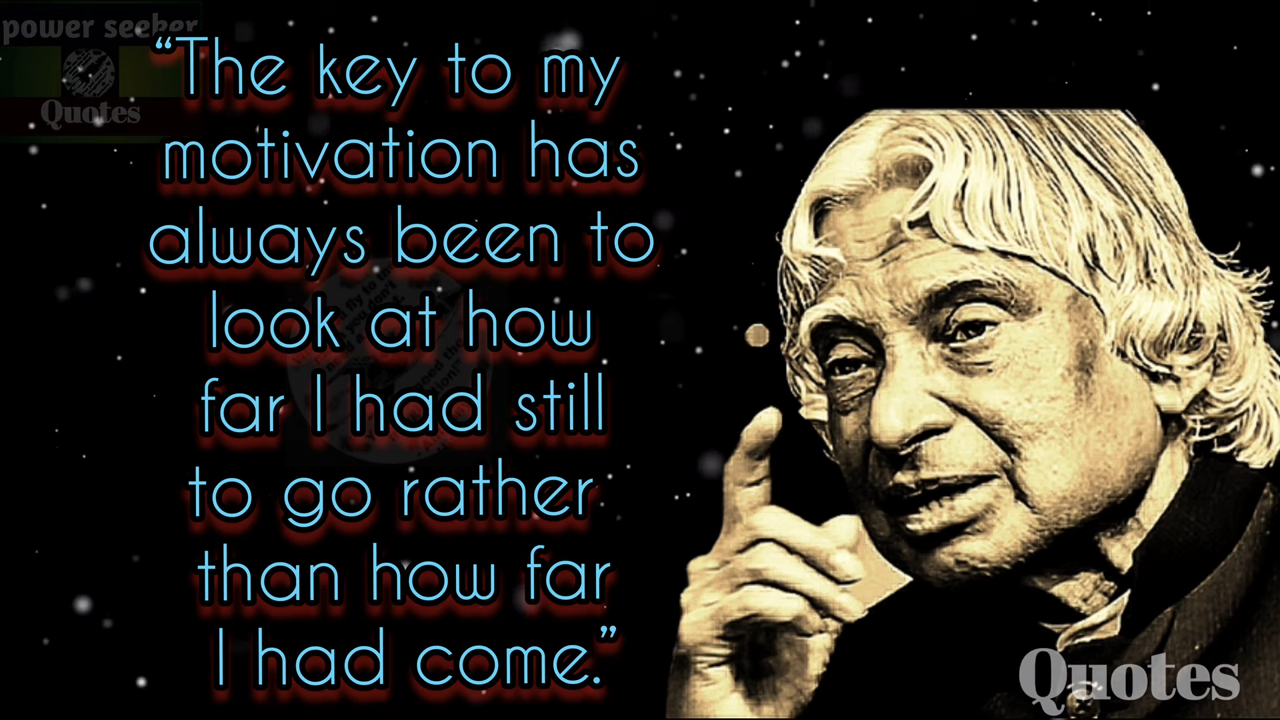 power seeker
Quotes
“The key to my
motivation has
always been to
look at how
far I had still
to go rather
than how far
I had come.”
Quotes